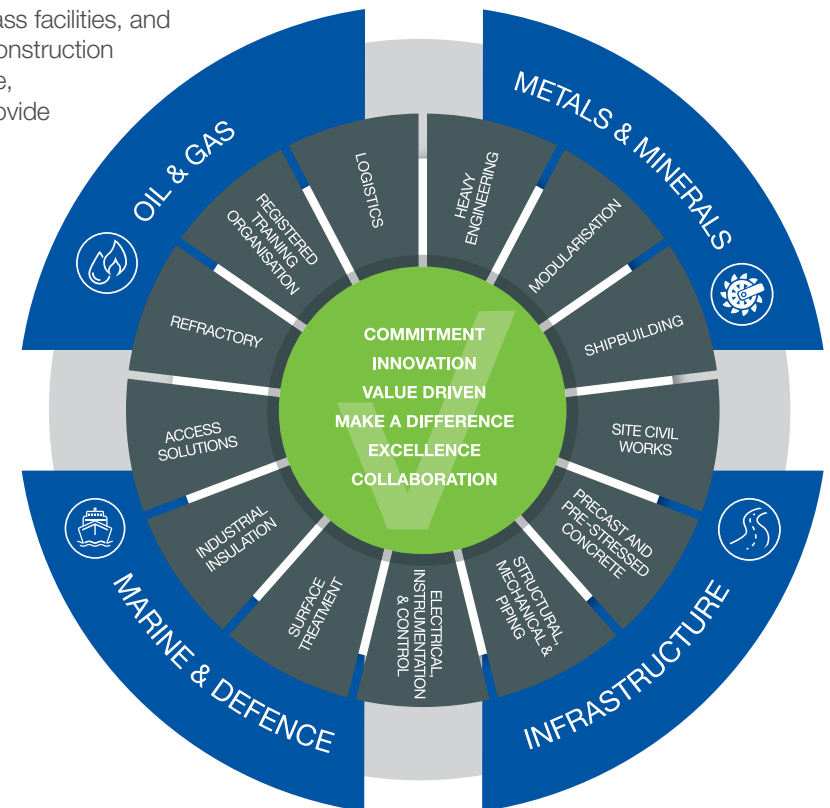 ass facilities, and
onstruction
e,
ovide
OIL & GAS
METALS & MINERALS
LOGISTICS
HEAVY
ENGINEERING
REGISTERED
TRAINING
ORGANISATION
MODULARISATION
REFRACTORY
SHIPBUILDING
COMMITMENT
INNOVATION
VALUE DRIVEN
MAKE A DIFFERENCE
EXCELLENCE
COLLABORATION
ACCESS
SOLUTIONS
SITE CIVIL
WORKS
INDUSTRIAL
INSULATION
PRECAST AND
PRE-STRESSED
CONCRETE
SURFACE
TREATMENT
ELECTRICAL,
INSTRUMENTATION
& CONTROL
STRUCTURAL
MECHANICAL &
PIPING
MARINE & DEFENCE
INFRASTRUCTURE